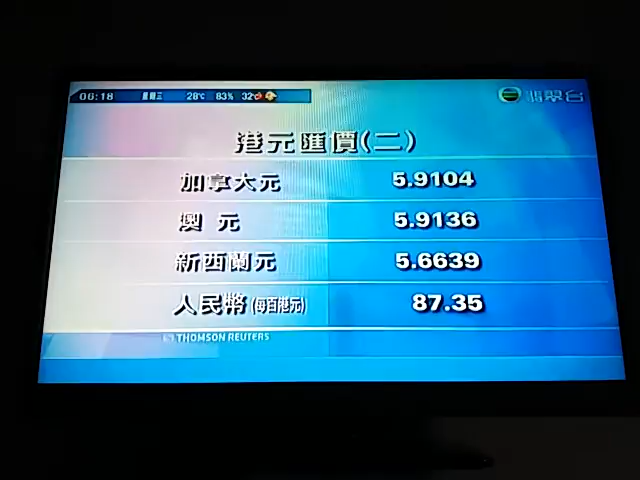 06:18 星期三 28℃ 83% 32℃ 翡翠台
港元匯價(二)
加拿大元 5.9104
澳 元 5.9136
新西蘭元 5.6639
人民幣(每百港元) 87.35
THOMSON REUTERS